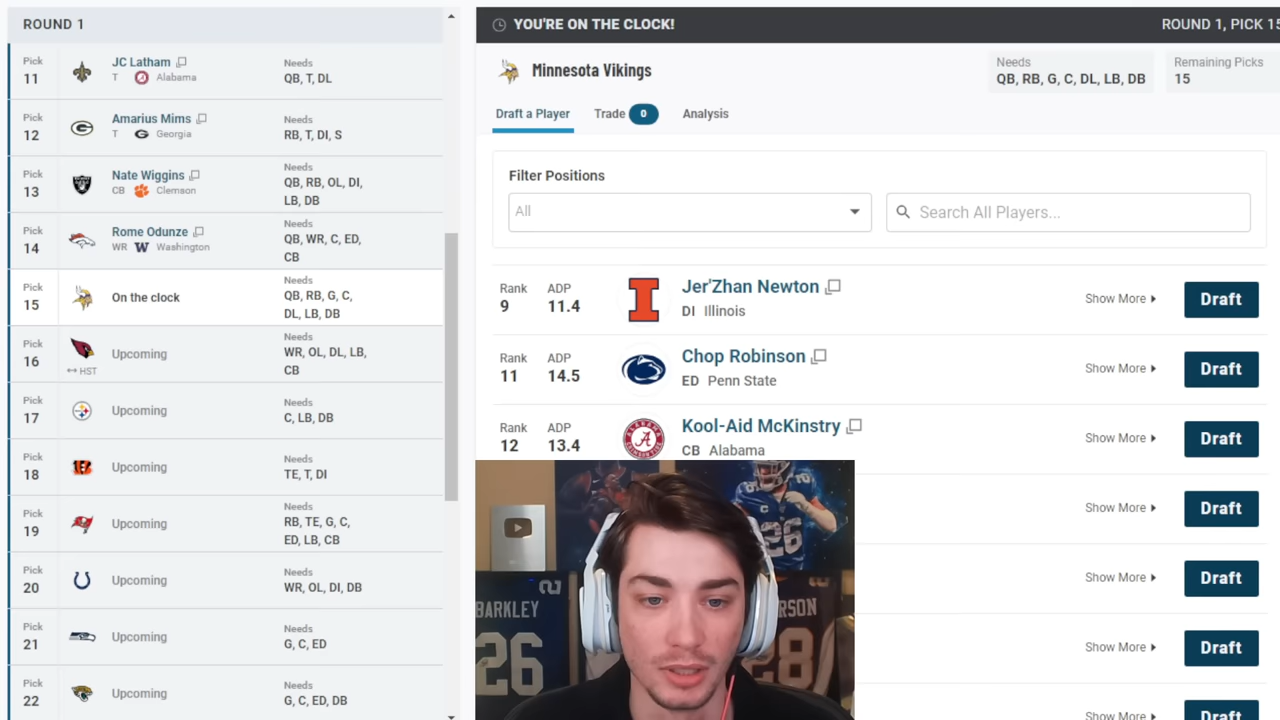 ROUND 1
Pick
11
JC Latham
T Alabama
Needs
QB, T, DL
Pick
12
Amarius Mims
T Georgia
Needs
RB, T, DI, S
Pick
13
Nate Wiggins
CB Clemson
Needs
QB, RB, OL, DI,
LB, DB
Pick
14
Rome Odunze
WR W Washington
Needs
QB, WR, C, ED,
CB
Pick
15
On the clock
Needs
QB, RB, G, C,
DL, LB, DB
Pick
16
HST
Upcoming
Needs
WR, OL, DL, LB,
CB
Pick
17
Upcoming
Needs
C, LB, DB
Pick
18
Upcoming
Needs
TE, T, DI
Pick
19
Upcoming
Needs
RB, TE, G, C,
ED, LB, CB
Pick
20
Upcoming
Needs
WR, OL, DI, DB
Pick
21
Upcoming
Needs
G, C, ED
Pick
22
Upcoming
Needs
G, C, ED, DB
YOU'RE ON THE CLOCK!
ROUND 1, PICK 15
Minnesota Vikings
Needs
QB, RB, G, C, DL, LB, DB
Remaining Picks
15
Draft a Player
Trade 0
Analysis
Filter Positions
All
Search All Players...
Rank
9
ADP
11.4
Jer'Zhan Newton
DI Illinois
Show More
Draft
Rank
11
ADP
14.5
Chop Robinson
ED Penn State
Show More
Draft
Rank
12
ADP
13.4
Kool-Aid McKinstry
CB Alabama
Show More
Draft
Show More
Draft
Show More
Draft
Show More
Draft
Show More
Draft
BARKLEY
26
26
28